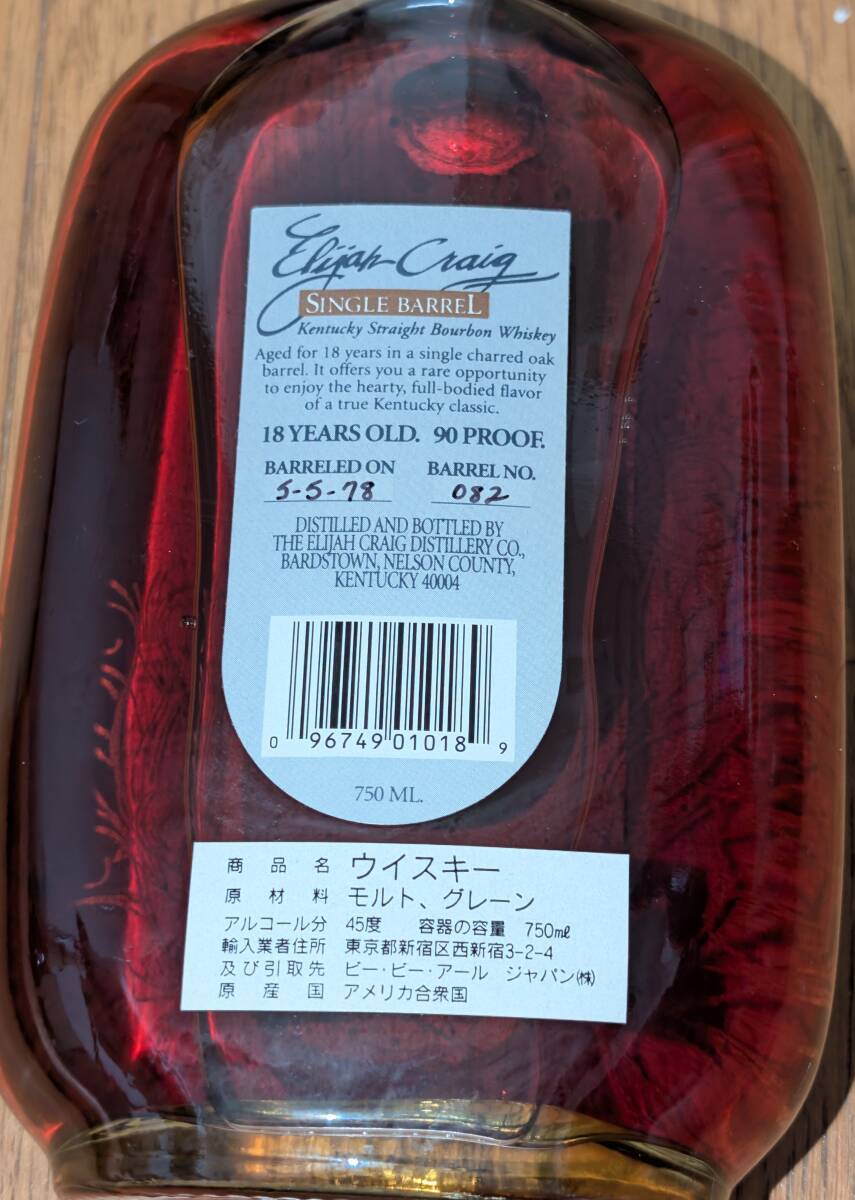 Elijah Craig
SINGLE BARREL
Kentucky Straight Bourbon Whiskey
Aged for 18 years in a single charred oak
barrel. It offers you a rare opportunity
to enjoy the hearty, full-bodied flavor
of a true Kentucky classic.
18 YEARS OLD. 90 PROOF.
BARRELED ON BARREL NO.
5-5-78 082
DISTILLED AND BOTTLED BY
THE ELIJAH CRAIG DISTILLERY CO.,
BARDSTOWN, NELSON COUNTY,
KENTUCKY 40004
0 96749 01018 9
750 ML.
商品名 ウイスキー
原材料 モルト、グレーン
アルコール分 45度 容器の容量 750mℓ
輸入業者住所 東京都新宿区西新宿3-2-4
及び引取先 ビー・ビー・アール ジャパン㈱
原産国 アメリカ合衆国